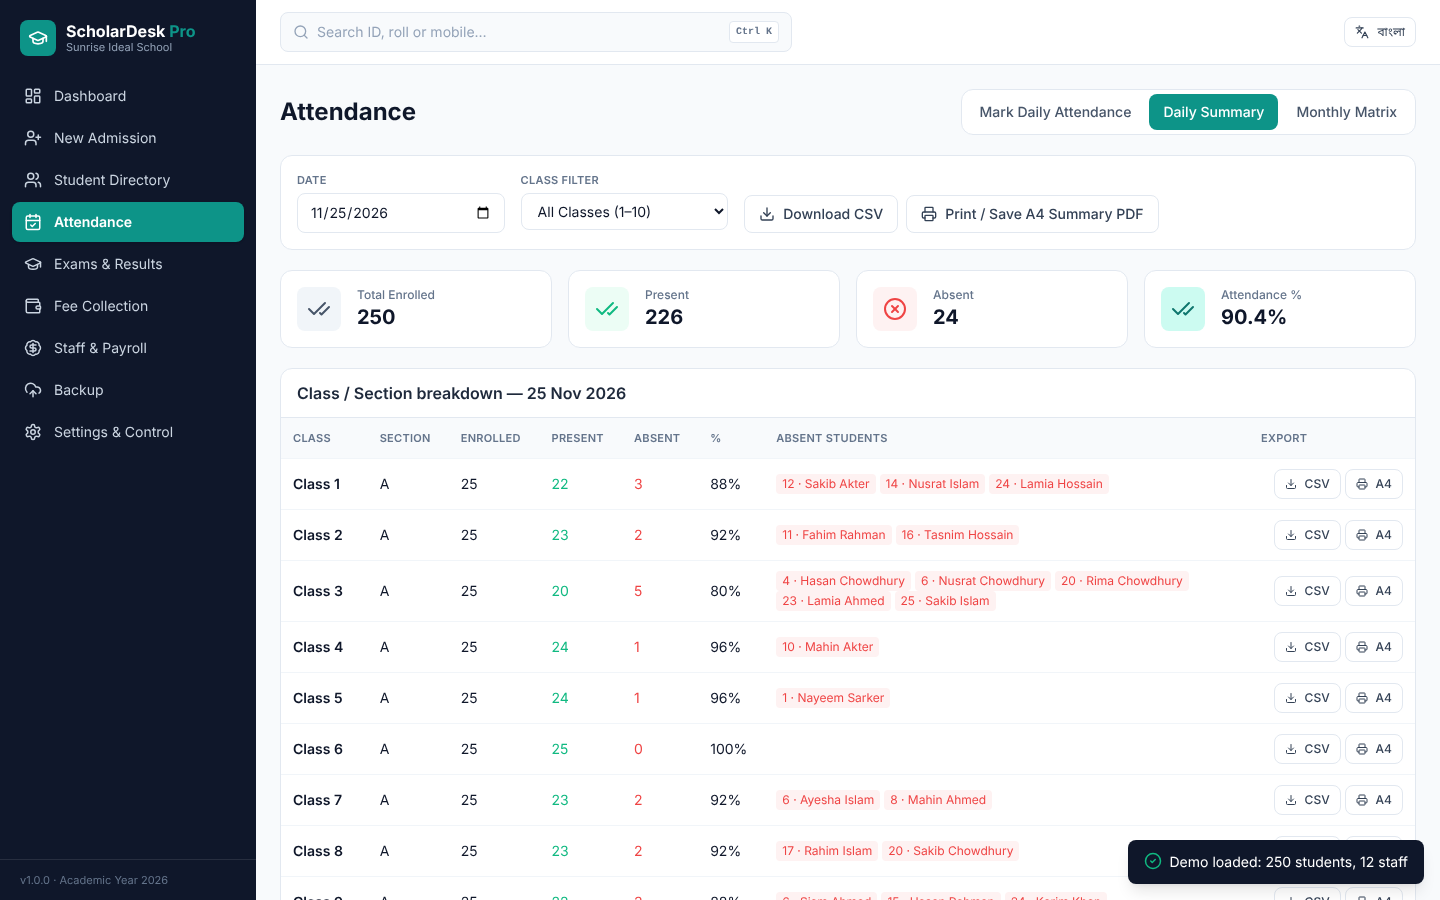 ScholarDesk Pro
Sunrise Ideal School
Dashboard
New Admission
Student Directory
Attendance
Exams & Results
Fee Collection
Staff & Payroll
Backup
Settings & Control
v1.0.0 · Academic Year 2026
Search ID, roll or mobile...
Ctrl K
বাংলা
Attendance
Mark Daily Attendance
Daily Summary
Monthly Matrix
DATE
11/25/2026
CLASS FILTER
All Classes (1–10)
Download CSV
Print / Save A4 Summary PDF
Total Enrolled
250
Present
226
Absent
24
Attendance %
90.4%
Class / Section breakdown — 25 Nov 2026
CLASS SECTION ENROLLED PRESENT ABSENT % ABSENT STUDENTS EXPORT
Class 1 A 25 22 3 88% 12 · Sakib Akter 14 · Nusrat Islam 24 · Lamia Hossain CSV A4
Class 2 A 25 23 2 92% 11 · Fahim Rahman 16 · Tasnim Hossain CSV A4
Class 3 A 25 20 5 80% 4 · Hasan Chowdhury 6 · Nusrat Chowdhury 20 · Rima Chowdhury
23 · Lamia Ahmed 25 · Sakib Islam CSV A4
Class 4 A 25 24 1 96% 10 · Mahin Akter CSV A4
Class 5 A 25 24 1 96% 1 · Nayeem Sarker CSV A4
Class 6 A 25 25 0 100% CSV A4
Class 7 A 25 23 2 92% 6 · Ayesha Islam 8 · Mahin Ahmed CSV A4
Class 8 A 25 23 2 92% 17 · Rahim Islam 20 · Sakib Chowdhury
Demo loaded: 250 students, 12 staff